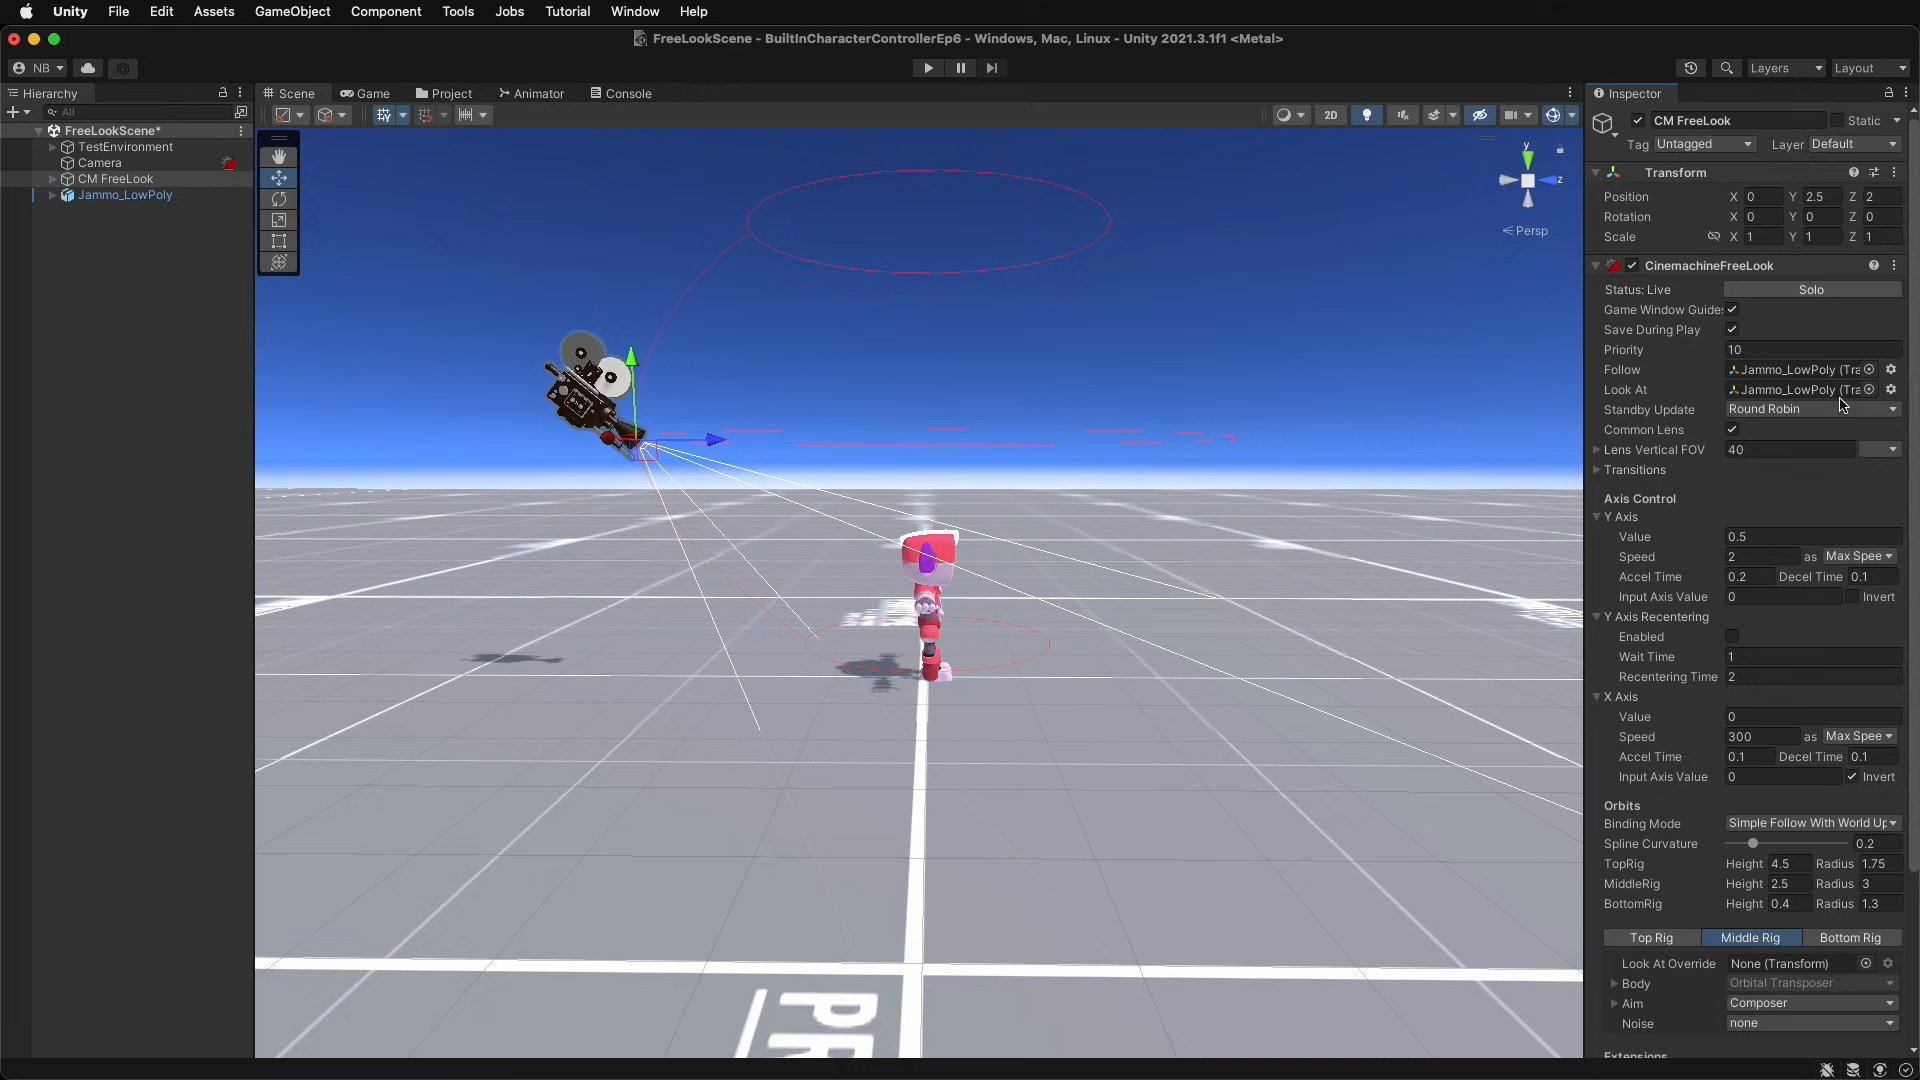 Unity File Edit Assets GameObject Component Tools Jobs Tutorial Window Help
FreeLookScene - BuiltInCharacterControllerEp6 - Windows, Mac, Linux - Unity 2021.3.1f1 <Metal>
NB
Layers Layout
Hierarchy
All
FreeLookScene*
TestEnvironment
Camera
CM FreeLook
Jammo_LowPoly
Scene Game Project Animator Console
2D
y
z
Persp
PR
Inspector
CM FreeLook Static
Tag Untagged Layer Default
Transform
Position X 0 Y 2.5 Z 2
Rotation X 0 Y 0 Z 0
Scale X 1 Y 1 Z 1
CinemachineFreeLook
Status: Live Solo
Game Window Guide:
Save During Play
Priority 10
Follow Jammo_LowPoly (Tra
Look At Jammo_LowPoly (Tra
Standby Update Round Robin
Common Lens
Lens Vertical FOV 40
Transitions
Axis Control
Y Axis
Value 0.5
Speed 2 as Max Spee
Accel Time 0.2 Decel Time 0.1
Input Axis Value 0 Invert
Y Axis Recentering
Enabled
Wait Time 1
Recentering Time 2
X Axis
Value 0
Speed 300 as Max Spee
Accel Time 0.1 Decel Time 0.1
Input Axis Value 0 Invert
Orbits
Binding Mode Simple Follow With World Up
Spline Curvature 0.2
TopRig Height 4.5 Radius 1.75
MiddleRig Height 2.5 Radius 3
BottomRig Height 0.4 Radius 1.3
Top Rig Middle Rig Bottom Rig
Look At Override None (Transform)
Body Orbital Transposer
Aim Composer
Noise none
Extensions